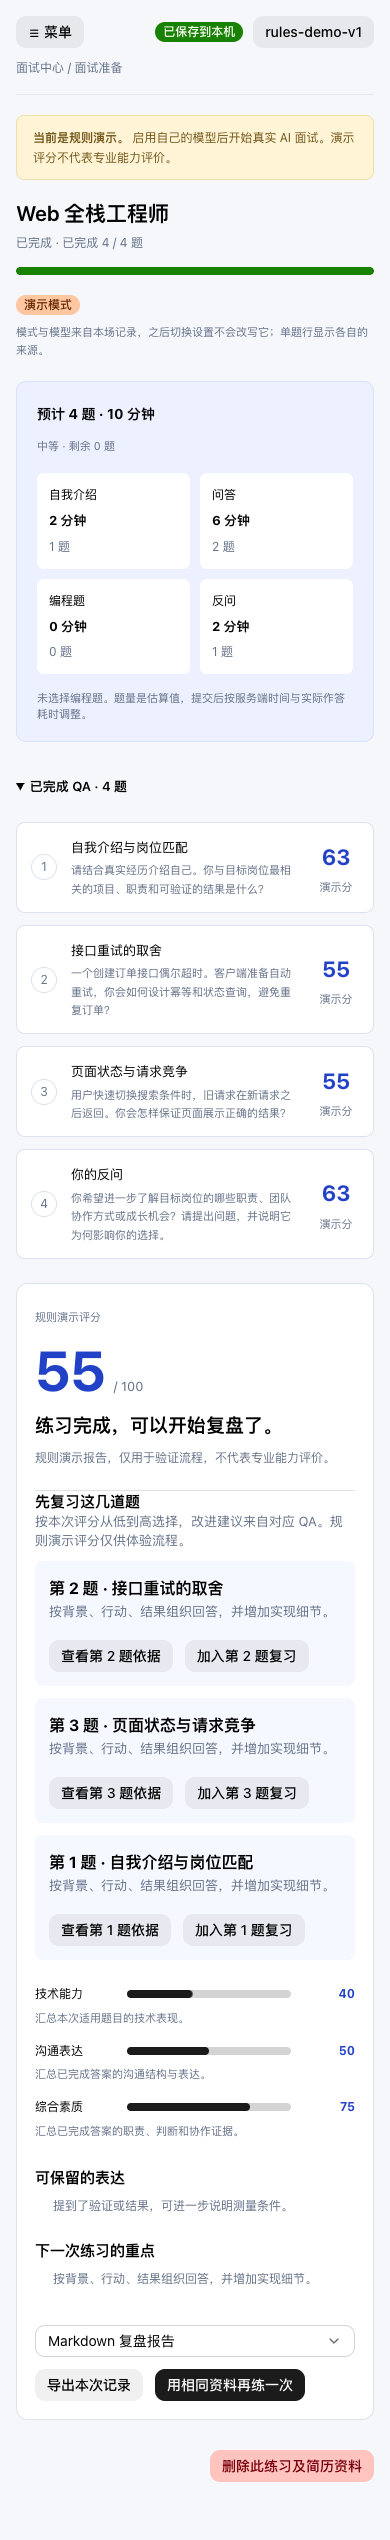 ≡ 菜单
已保存到本机
rules-demo-v1
面试中心 / 面试准备
当前是规则演示。 启用自己的模型后开始真实 AI 面试。演示
评分不代表专业能力评价。
Web 全栈工程师
已完成 · 已完成 4 / 4 题
演示模式
模式与模型来自本场记录，之后切换设置不会改写它；单题行显示各自的
来源。
预计 4 题 · 10 分钟
中等 · 剩余 0 题
自我介绍
2 分钟
1 题
问答
6 分钟
2 题
编程题
0 分钟
0 题
反问
2 分钟
1 题
未选择编程题。题量是估算值，提交后按服务端时间与实际作答
耗时调整。
▼ 已完成 QA · 4 题
1
自我介绍与岗位匹配
请结合真实经历介绍自己。你与目标岗位最相
关的项目、职责和可验证的结果是什么？
63
演示分
2
接口重试的取舍
一个创建订单接口偶尔超时。客户端准备自动
重试，你会如何设计幂等和状态查询，避免重
复订单？
55
演示分
3
页面状态与请求竞争
用户快速切换搜索条件时，旧请求在新请求之
后返回。你会怎样保证页面展示正确的结果？
55
演示分
4
你的反问
你希望进一步了解目标岗位的哪些职责、团队
协作方式或成长机会？请提出问题，并说明它
为何影响你的选择。
63
演示分
规则演示评分
55 / 100
练习完成，可以开始复盘了。
规则演示报告，仅用于验证流程，不代表专业能力评价。
先复习这几道题
按本次评分从低到高选择，改进建议来自对应 QA。规
则演示评分仅供体验流程。
第 2 题 · 接口重试的取舍
按背景、行动、结果组织回答，并增加实现细节。
查看第 2 题依据
加入第 2 题复习
第 3 题 · 页面状态与请求竞争
按背景、行动、结果组织回答，并增加实现细节。
查看第 3 题依据
加入第 3 题复习
第 1 题 · 自我介绍与岗位匹配
按背景、行动、结果组织回答，并增加实现细节。
查看第 1 题依据
加入第 1 题复习
技术能力
40
汇总本次适用题目的技术表现。
沟通表达
50
汇总已完成答案的沟通结构与表达。
综合素质
75
汇总已完成答案的职责、判断和协作证据。
可保留的表达
提到了验证或结果，可进一步说明测量条件。
下一次练习的重点
按背景、行动、结果组织回答，并增加实现细节。
Markdown 复盘报告
导出本次记录
用相同资料再练一次
删除此练习及简历资料